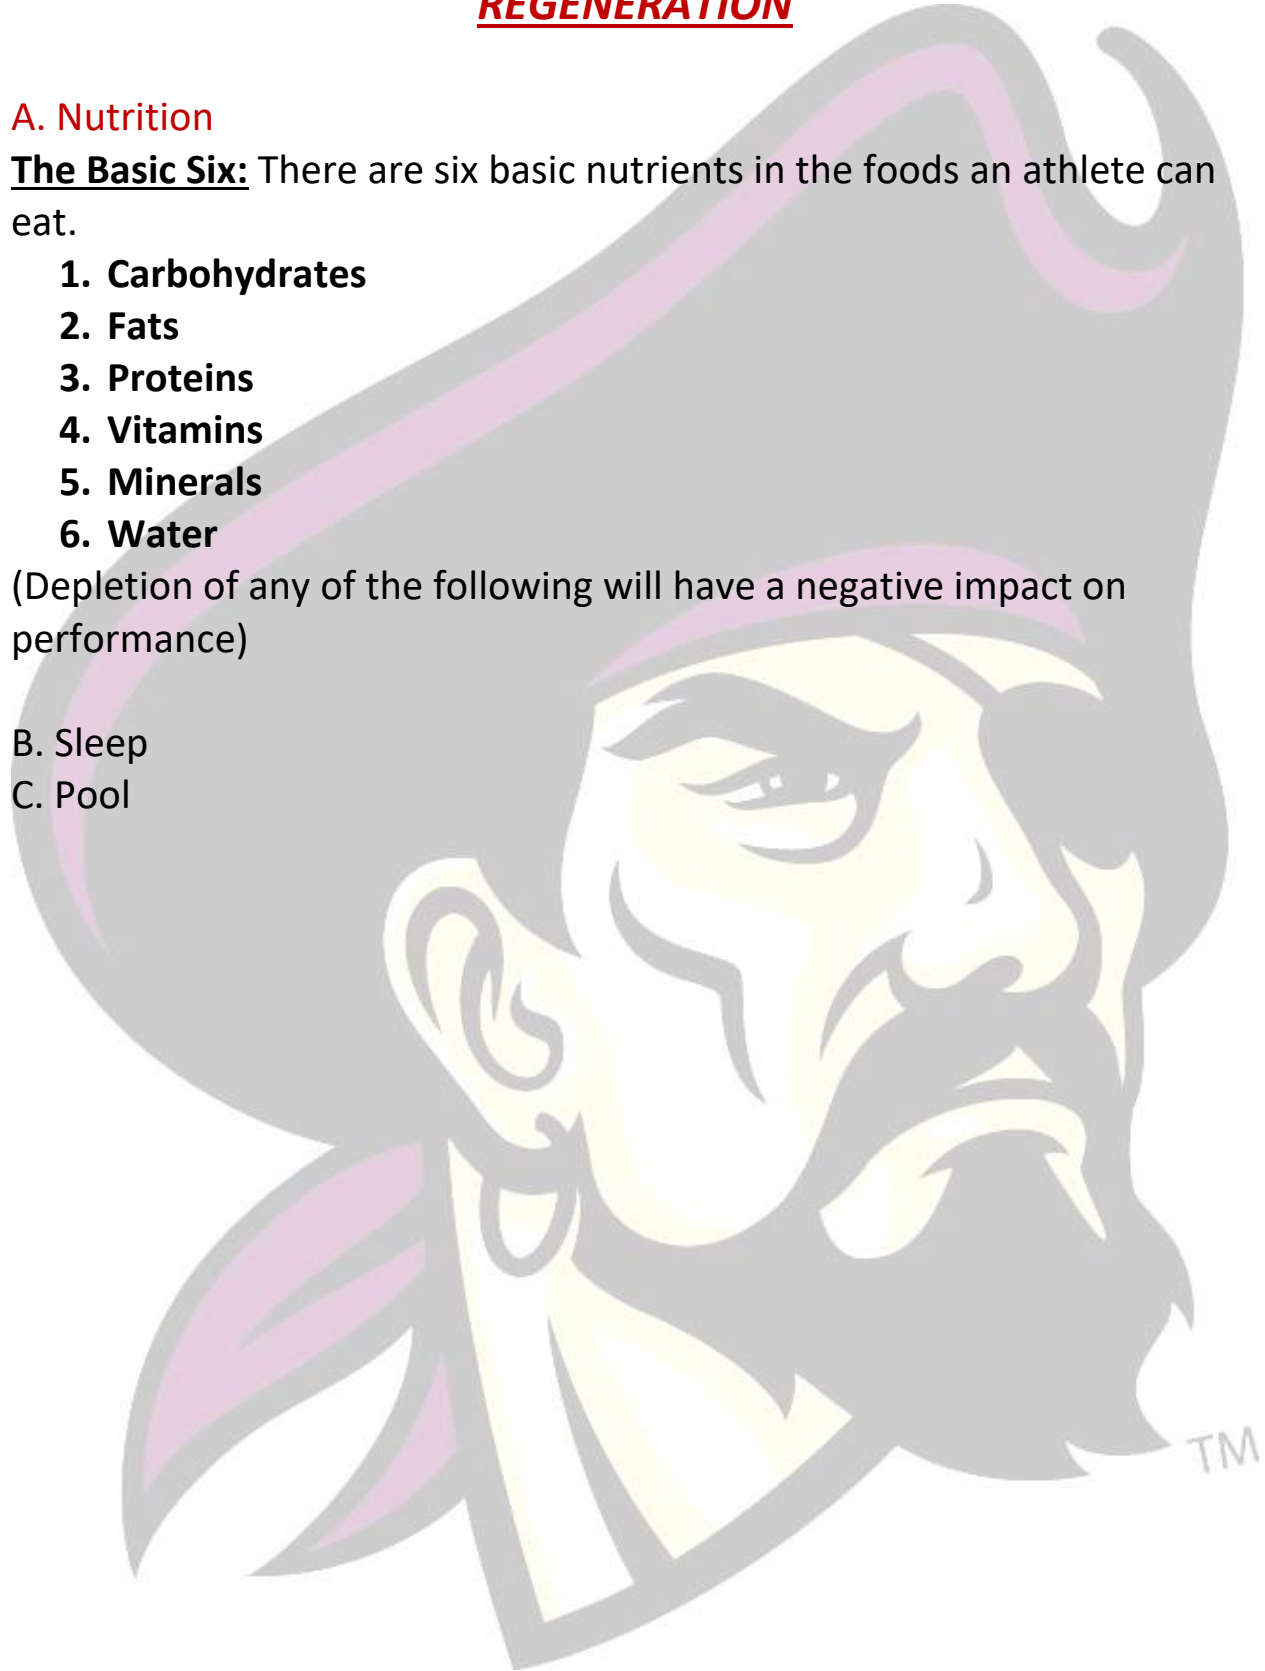 REGENERATION
A. Nutrition
The Basic Six: There are six basic nutrients in the foods an athlete can
eat.
1. Carbohydrates
2. Fats
3. Proteins
4. Vitamins
5. Minerals
6. Water
(Depletion of any of the following will have a negative impact on
performance)
B. Sleep
C. Pool
TM